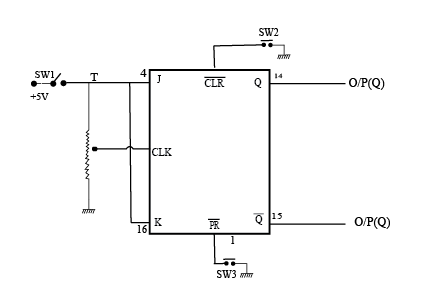 SW2
SW1 T 4 J CLR Q 14 O/P(Q)
+5V
CLK
16 K PR Q 15 O/P(Q)
1
SW3